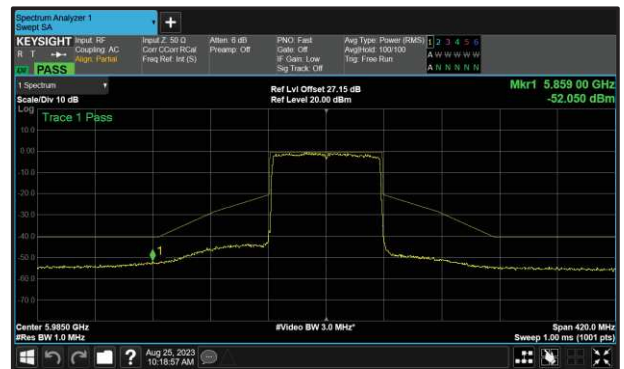 Spectrum Analyzer 1
Swept SA
KEYSIGHT
R T
PASS
Input: RF
Coupling: AC
Align: Partial
Input Z: 50 Ω
Corr CCorr RCal
Freq Ref: Int (S)
Atten: 6 dB
Preamp: Off
PNO: Fast
Gate: Off
IF Gain: Low
Sig Track: Off
Avg Type: Power (RMS)
Avg|Hold: 100/100
Trig: Free Run
1 2 3 4 5 6
A W W W W W
A N N N N N
1 Spectrum
Scale/Div 10 dB
Ref Lvl Offset 27.15 dB
Ref Level 20.00 dBm
Mkr1 5.859 00 GHz
-52.050 dBm
Log
Trace 1 Pass
10.0
0.00
-10.0
-20.0
-30.0
-40.0
-50.0
-60.0
-70.0
1
Center 5.9850 GHz
#Res BW 1.0 MHz
#Video BW 3.0 MHz*
Span 420.0 MHz
Sweep 1.00 ms (1001 pts)
?
Aug 25, 2023
10:18:57 AM